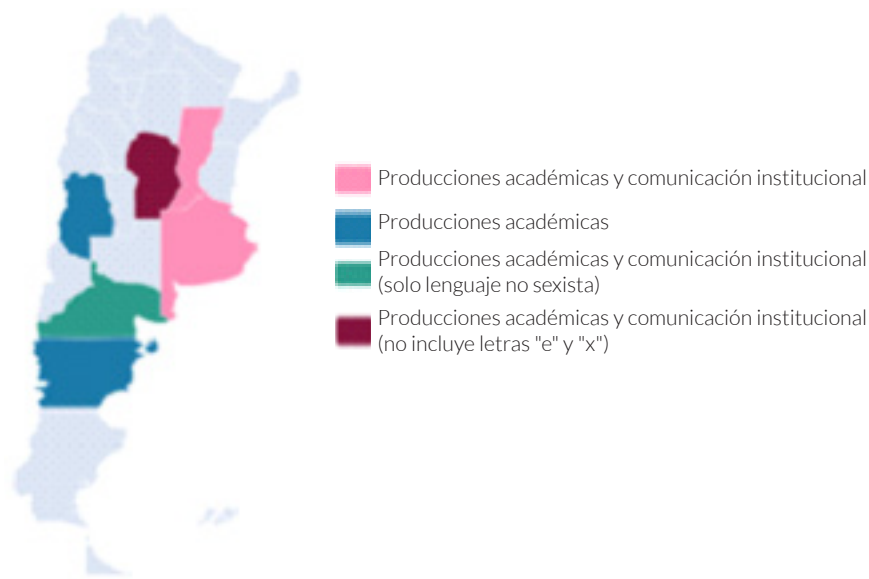 Producciones académicas y comunicación institucional
Producciones académicas
Producciones académicas y comunicación institucional
(solo lenguaje no sexista)
Producciones académicas y comunicación institucional
(no incluye letras "e" y "x")